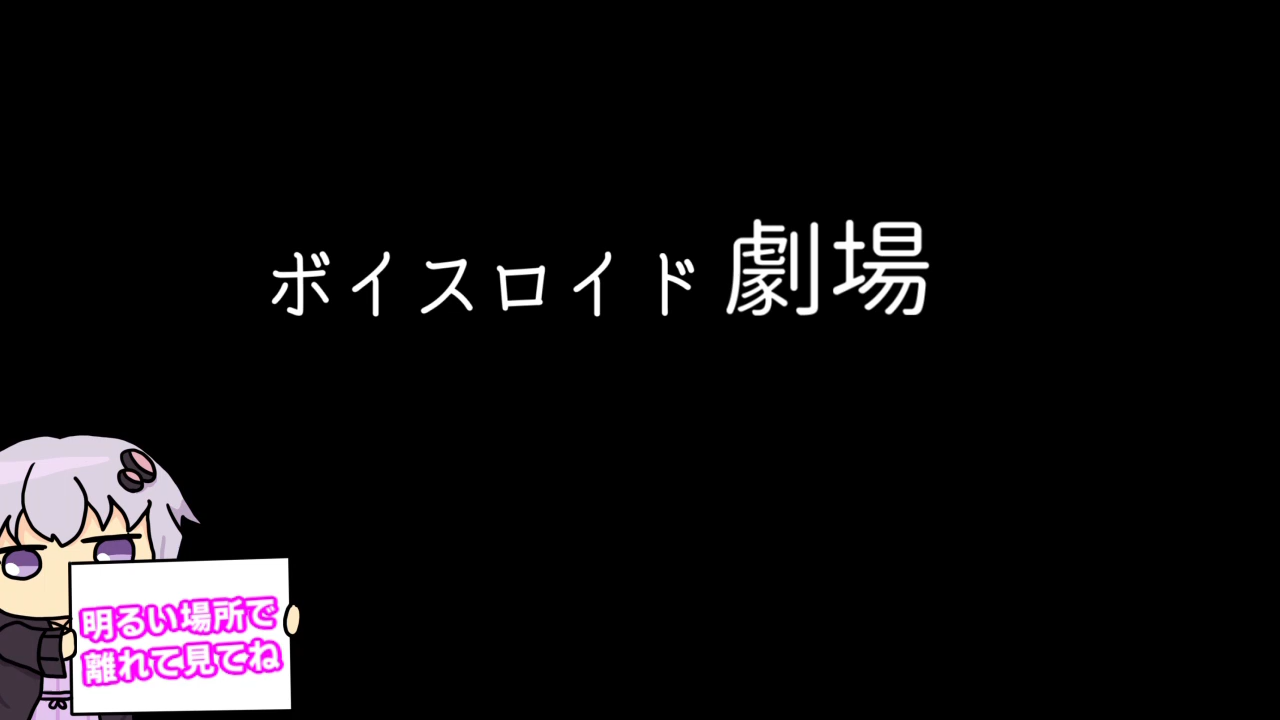 ボイスロイド劇場
明るい場所で
離れて見てね